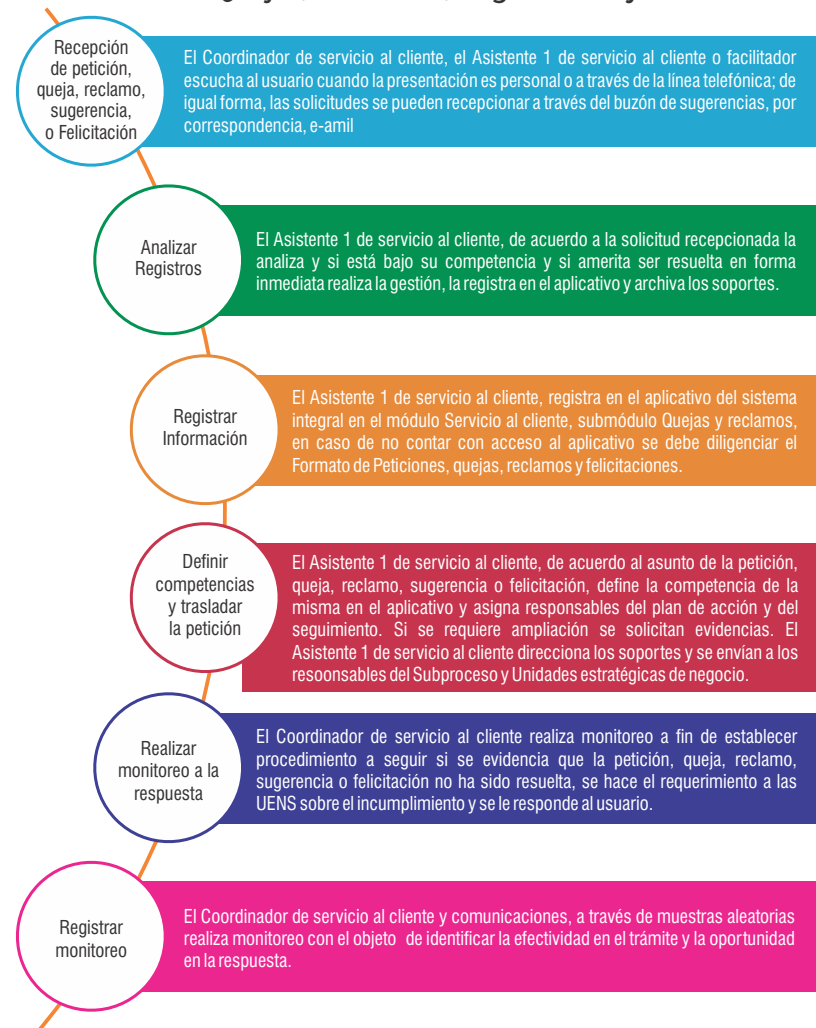 Recepción
de petición,
queja, reclamo,
sugerencia,
o Felicitación
El Coordinador de servicio al cliente, el Asistente 1 de servicio al cliente o facilitador
escucha al usuario cuando la presentación es personal o a través de la línea telefónica; de
igual forma, las solicitudes se pueden recepcionar a través del buzón de sugerencias, por
correspondencia, e-amil
Analizar
Registros
El Asistente 1 de servicio al cliente, de acuerdo a la solicitud recepcionada la
analiza y si está bajo su competencia y si amerita ser resuelta en forma
inmediata realiza la gestión, la registra en el aplicativo y archiva los soportes.
Registrar
Información
El Asistente 1 de servicio al cliente, registra en el aplicativo del sistema
integral en el módulo Servicio al cliente, submódulo Quejas y reclamos,
en caso de no contar con acceso al aplicativo se debe diligenciar el
Formato de Peticiones, quejas, reclamos y felicitaciones.
Definir
competencias
y trasladar
la petición
El Asistente 1 de servicio al cliente, de acuerdo al asunto de la petición,
queja, reclamo, sugerencia o felicitación, define la competencia de la
misma en el aplicativo y asigna responsables del plan de acción y del
seguimiento. Si se requiere ampliación se solicitan evidencias. El
Asistente 1 de servicio al cliente direcciona los soportes y se envían a los
resoonsables del Subproceso y Unidades estratégicas de negocio.
Realizar
monitoreo a la
respuesta
El Coordinador de servicio al cliente realiza monitoreo a fin de establecer
procedimiento a seguir si se evidencia que la petición, queja, reclamo,
sugerencia o felicitación no ha sido resuelta, se hace el requerimiento a las
UENS sobre el incumplimiento y se le responde al usuario.
Registrar
monitoreo
El Coordinador de servicio al cliente y comunicaciones, a través de muestras aleatorias
realiza monitoreo con el objeto de identificar la efectividad en el trámite y la oportunidad
en la respuesta.